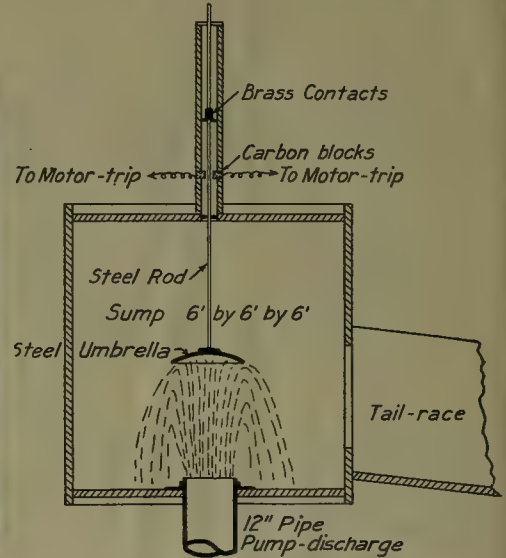 Brass Contacts
Carbon blocks
To Motor-trip
To Motor-trip
Steel Rod
Sump 6' by 6' by 6'
Steel Umbrella
Tail-race
12" Pipe
Pump-discharge